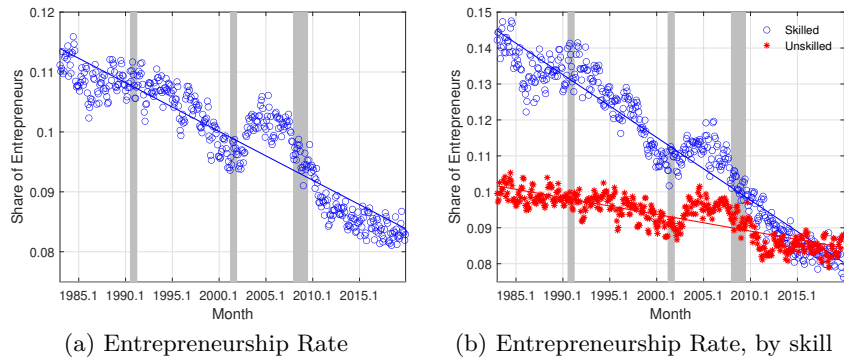 0.12
0.11
0.1
0.09
0.08
Share of Entrepreneurs
1985.1 1990.1 1995.1 2000.1 2005.1 2010.1 2015.1
Month
(a) Entrepreneurship Rate
0.15
0.14
0.13
0.12
0.11
0.1
0.09
0.08
Share of Entrepreneurs
Skilled
Unskilled
1985.1 1990.1 1995.1 2000.1 2005.1 2010.1 2015.1
Month
(b) Entrepreneurship Rate, by skill